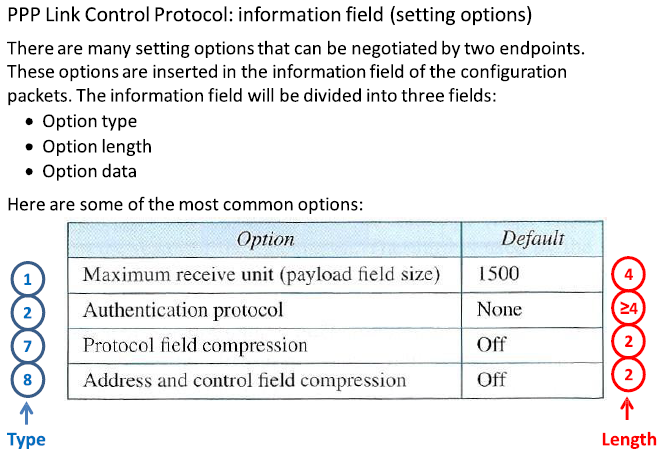 PPP Link Control Protocol: information field (setting options)
There are many setting options that can be negotiated by two endpoints.
These options are inserted in the information field of the configuration
packets. The information field will be divided into three fields:
• Option type
• Option length
• Option data
Here are some of the most common options:
Option Default
1 Maximum receive unit (payload field size) 1500 4
2 Authentication protocol None ≥4
7 Protocol field compression Off 2
8 Address and control field compression Off 2
Type Length